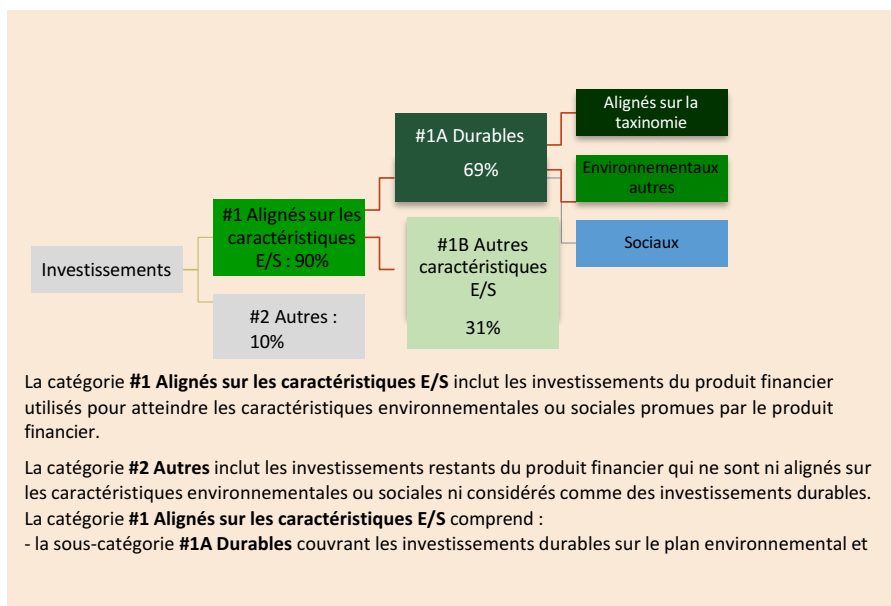 Alignés sur la
taxinomie
#1A Durables
69%
Environnementaux
autres
#1 Alignés sur les
caractéristiques
E/S : 90%
Sociaux
#1B Autres
caractéristiques
E/S
31%
Investissements
#2 Autres :
10%
La catégorie #1 Alignés sur les caractéristiques E/S inclut les investissements du produit financier
utilisés pour atteindre les caractéristiques environnementales ou sociales promues par le produit
financier.
La catégorie #2 Autres inclut les investissements restants du produit financier qui ne sont ni alignés sur
les caractéristiques environnementales ou sociales ni considérés comme des investissements durables.
La catégorie #1 Alignés sur les caractéristiques E/S comprend :
- la sous-catégorie #1A Durables couvrant les investissements durables sur le plan environnemental et